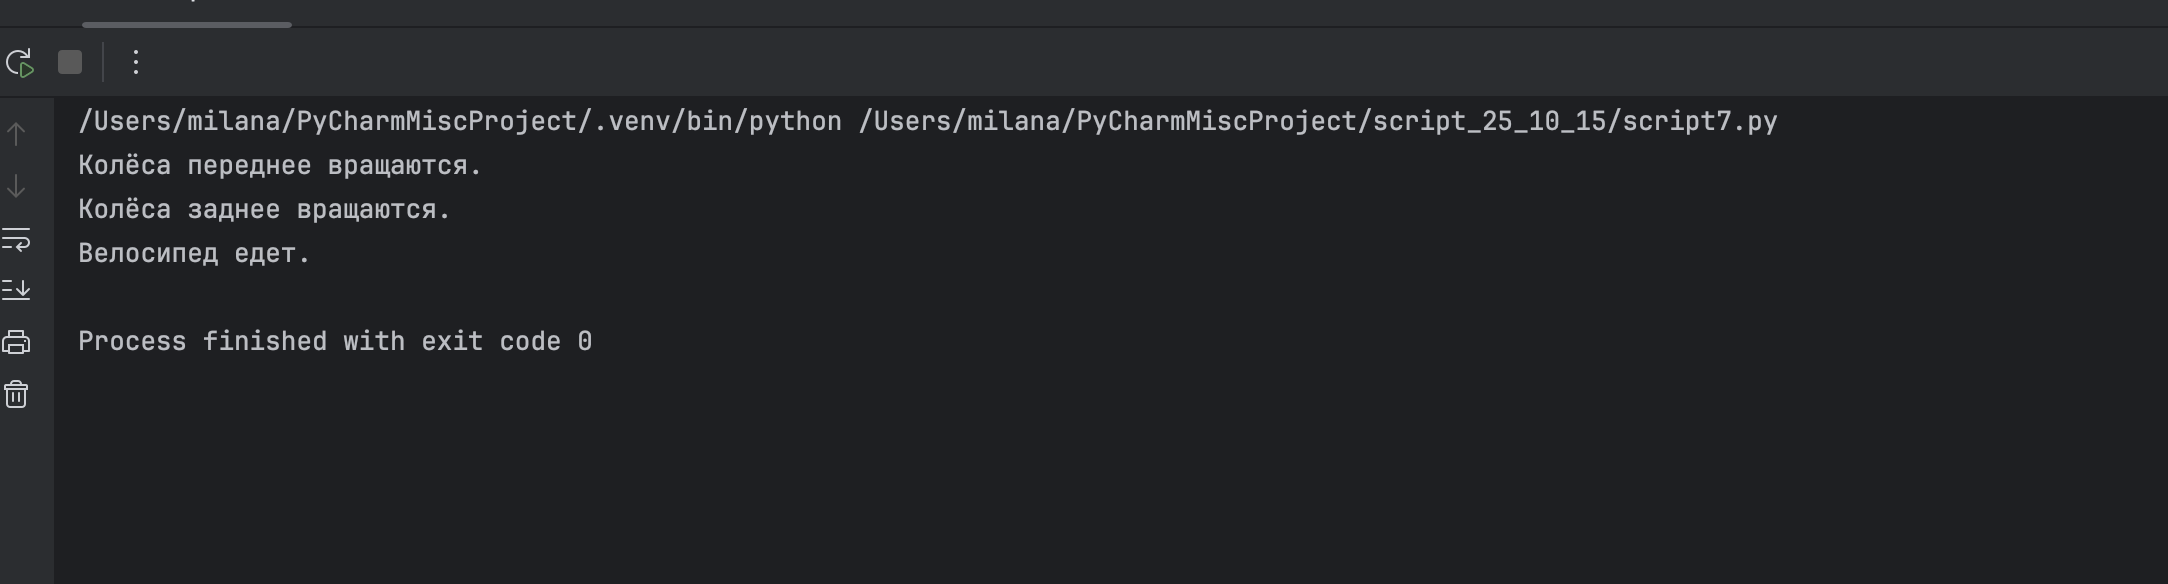 /Users/milana/PyCharmMiscProject/.venv/bin/python /Users/milana/PyCharmMiscProject/script_25_10_15/script7.py
Колёса переднее вращаются.
Колёса заднее вращаются.
Велосипед едет.
Process finished with exit code 0